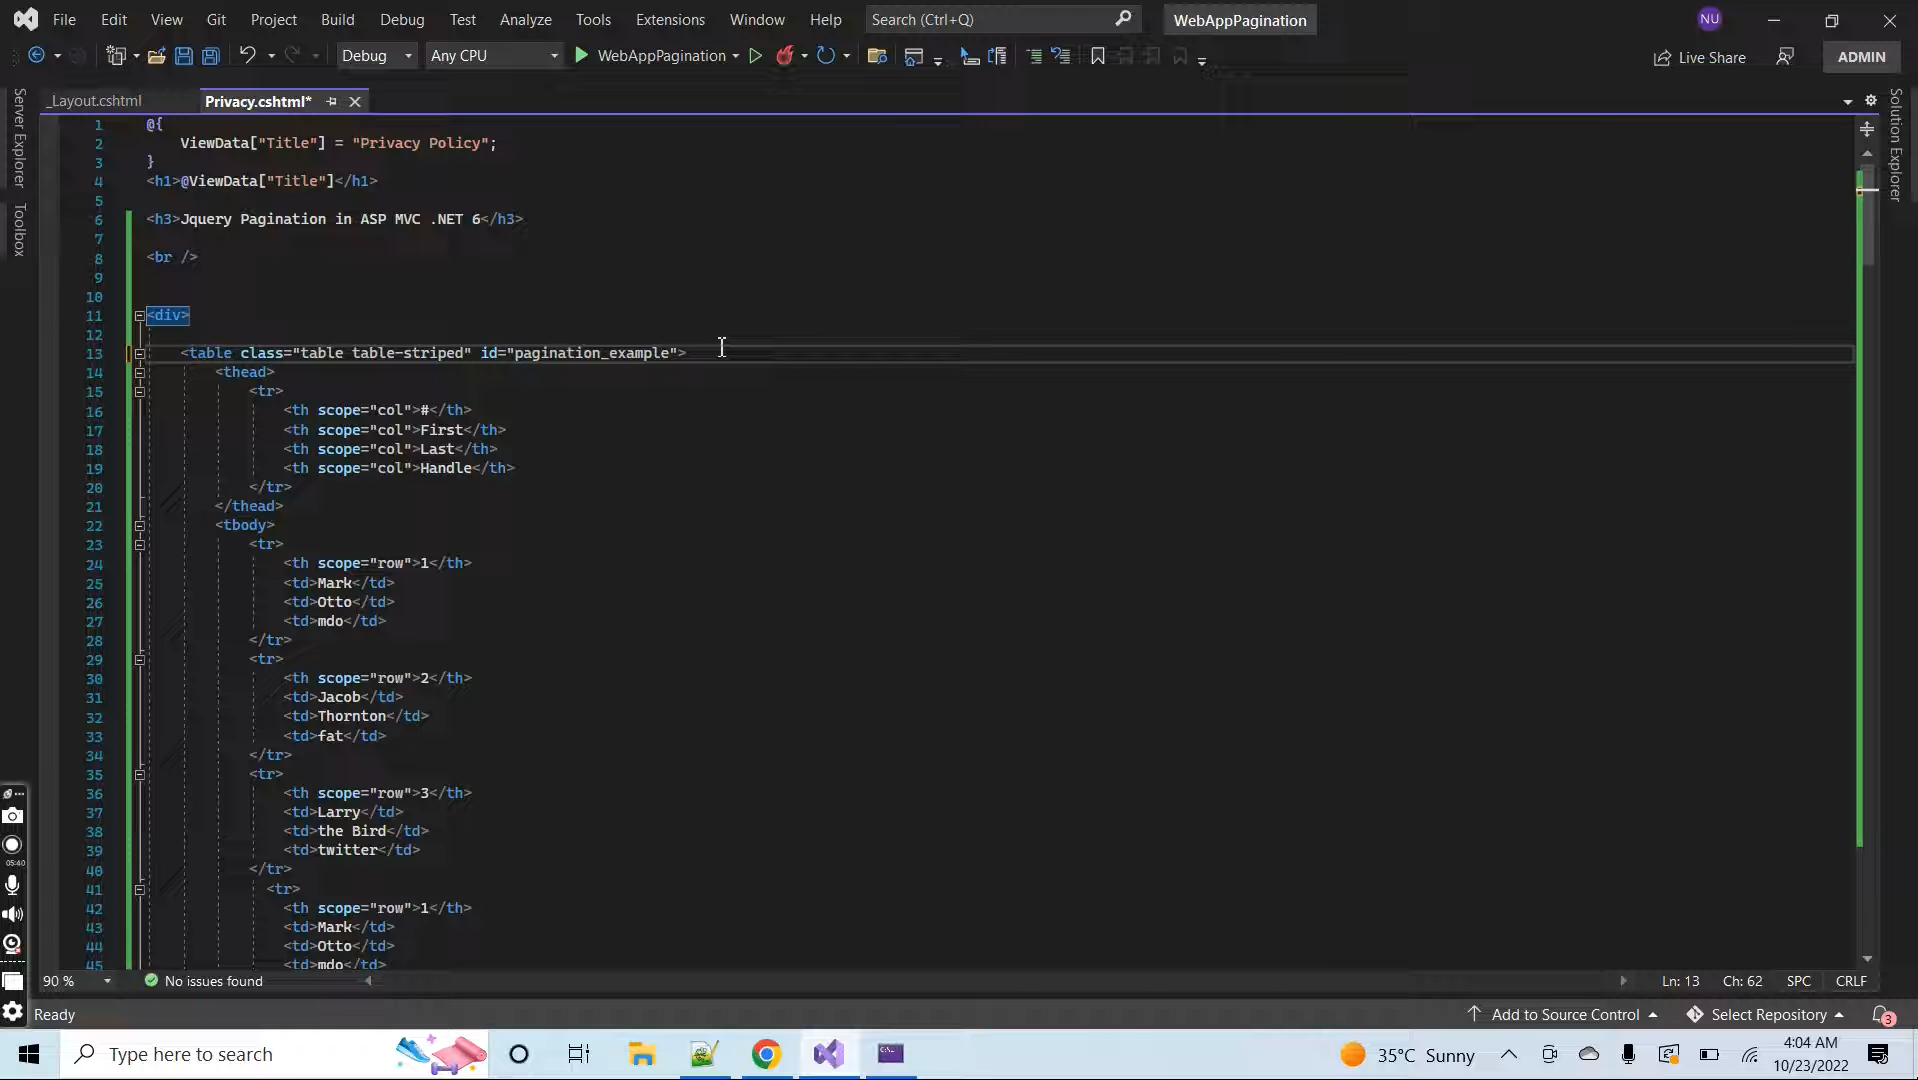 File Edit View Git Project Build Debug Test Analyze Tools Extensions Window Help Search (Ctrl+Q) WebAppPagination NU
Debug Any CPU WebAppPagination Live Share ADMIN
_Layout.cshtml Privacy.cshtml*
Server Explorer
Toolbox
Solution Explorer
1 @{
2 ViewData["Title"] = "Privacy Policy";
3 }
4 <h1>@ViewData["Title"]</h1>
5
6 <h3>Jquery Pagination in ASP MVC .NET 6</h3>
7
8 <br />
9
10
11 <div>
12
13 <table class="table table-striped" id="pagination_example">
14 <thead>
15 <tr>
16 <th scope="col">#</th>
17 <th scope="col">First</th>
18 <th scope="col">Last</th>
19 <th scope="col">Handle</th>
20 </tr>
21 </thead>
22 <tbody>
23 <tr>
24 <th scope="row">1</th>
25 <td>Mark</td>
26 <td>Otto</td>
27 <td>mdo</td>
28 </tr>
29 <tr>
30 <th scope="row">2</th>
31 <td>Jacob</td>
32 <td>Thornton</td>
33 <td>fat</td>
34 </tr>
35 <tr>
36 <th scope="row">3</th>
37 <td>Larry</td>
38 <td>the Bird</td>
39 <td>twitter</td>
40 </tr>
41 <tr>
42 <th scope="row">1</th>
43 <td>Mark</td>
44 <td>Otto</td>
45 <td>mdo</td>
05:40
90 % No issues found Ln: 13 Ch: 62 SPC CRLF
Ready Add to Source Control Select Repository 3
Type here to search 35°C Sunny 4:04 AM
10/23/2022